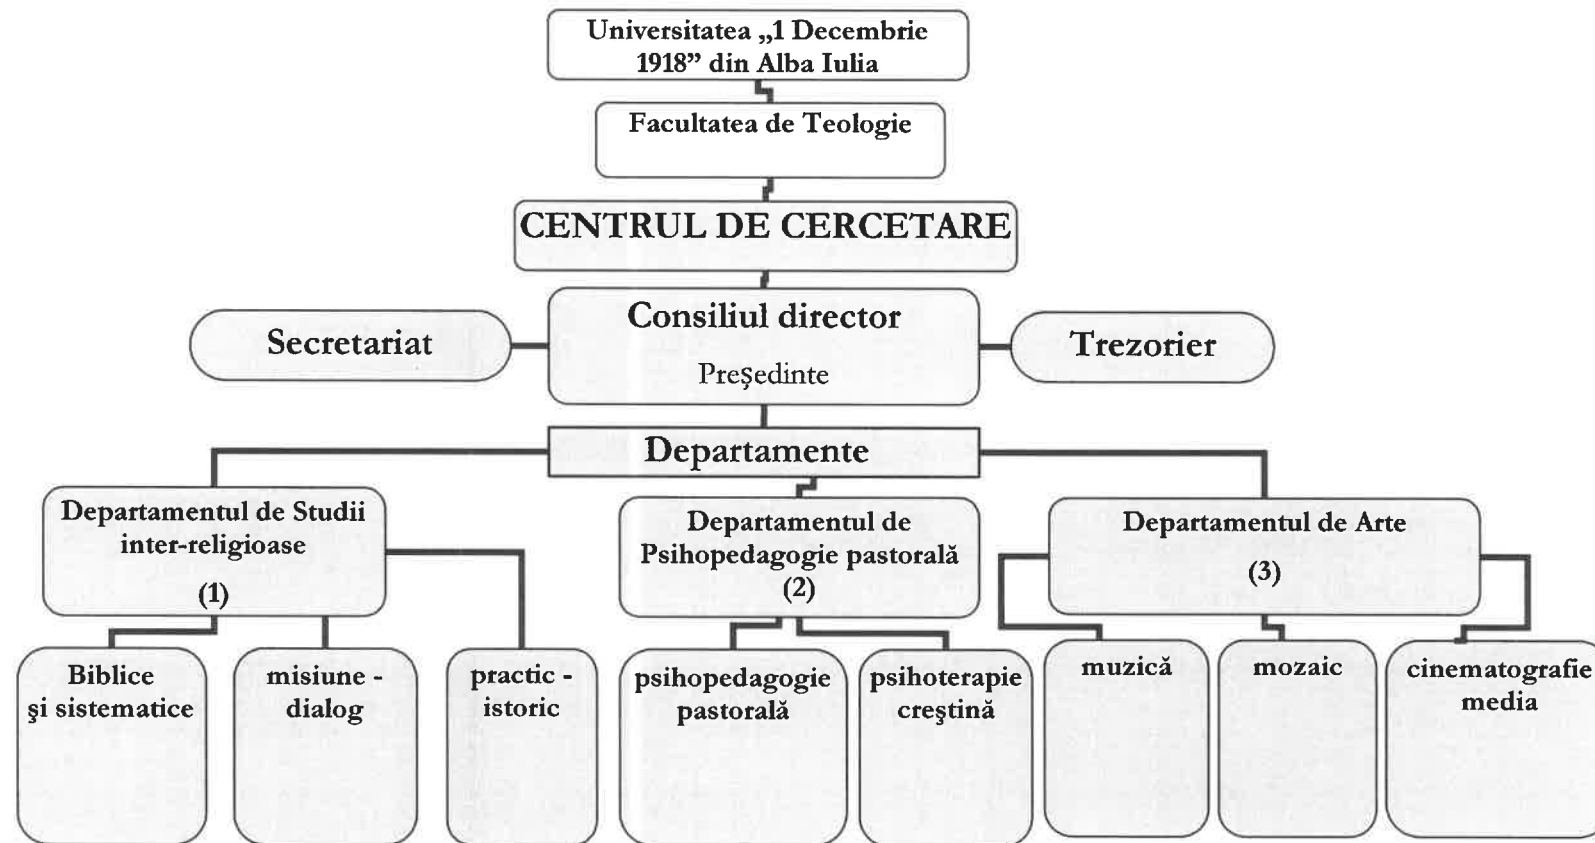 Universitatea „1 Decembrie
1918” din Alba Iulia
Facultatea de Teologie
CENTRUL DE CERCETARE
Consiliul director
Preşedinte
Secretariat
Trezorier
Departamente
Departamentul de Studii
inter-religioase
(1)
Departamentul de
Psihopedagogie pastorală
(2)
Departamentul de Arte
(3)
Biblice
şi sistematice
misiune -
dialog
practic -
istoric
psihopedagogie
pastorală
psihoterapie
creştină
muzică
mozaic
cinematografie
media